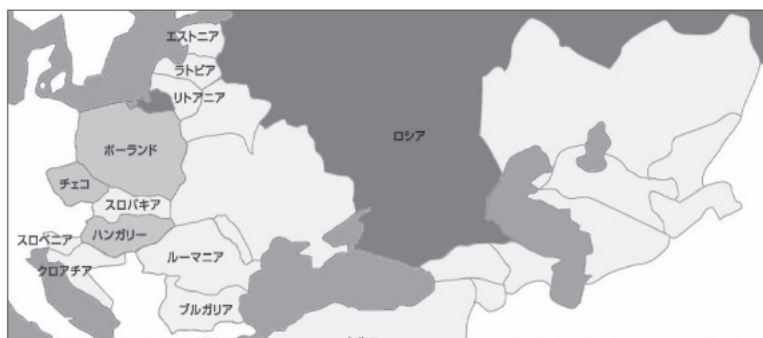 エストニア
ラトビア
リトアニア
ロシア
ポーランド
チェコ
スロバキア
スロベニア
ハンガリー
ルーマニア
クロアチア
ブルガリア